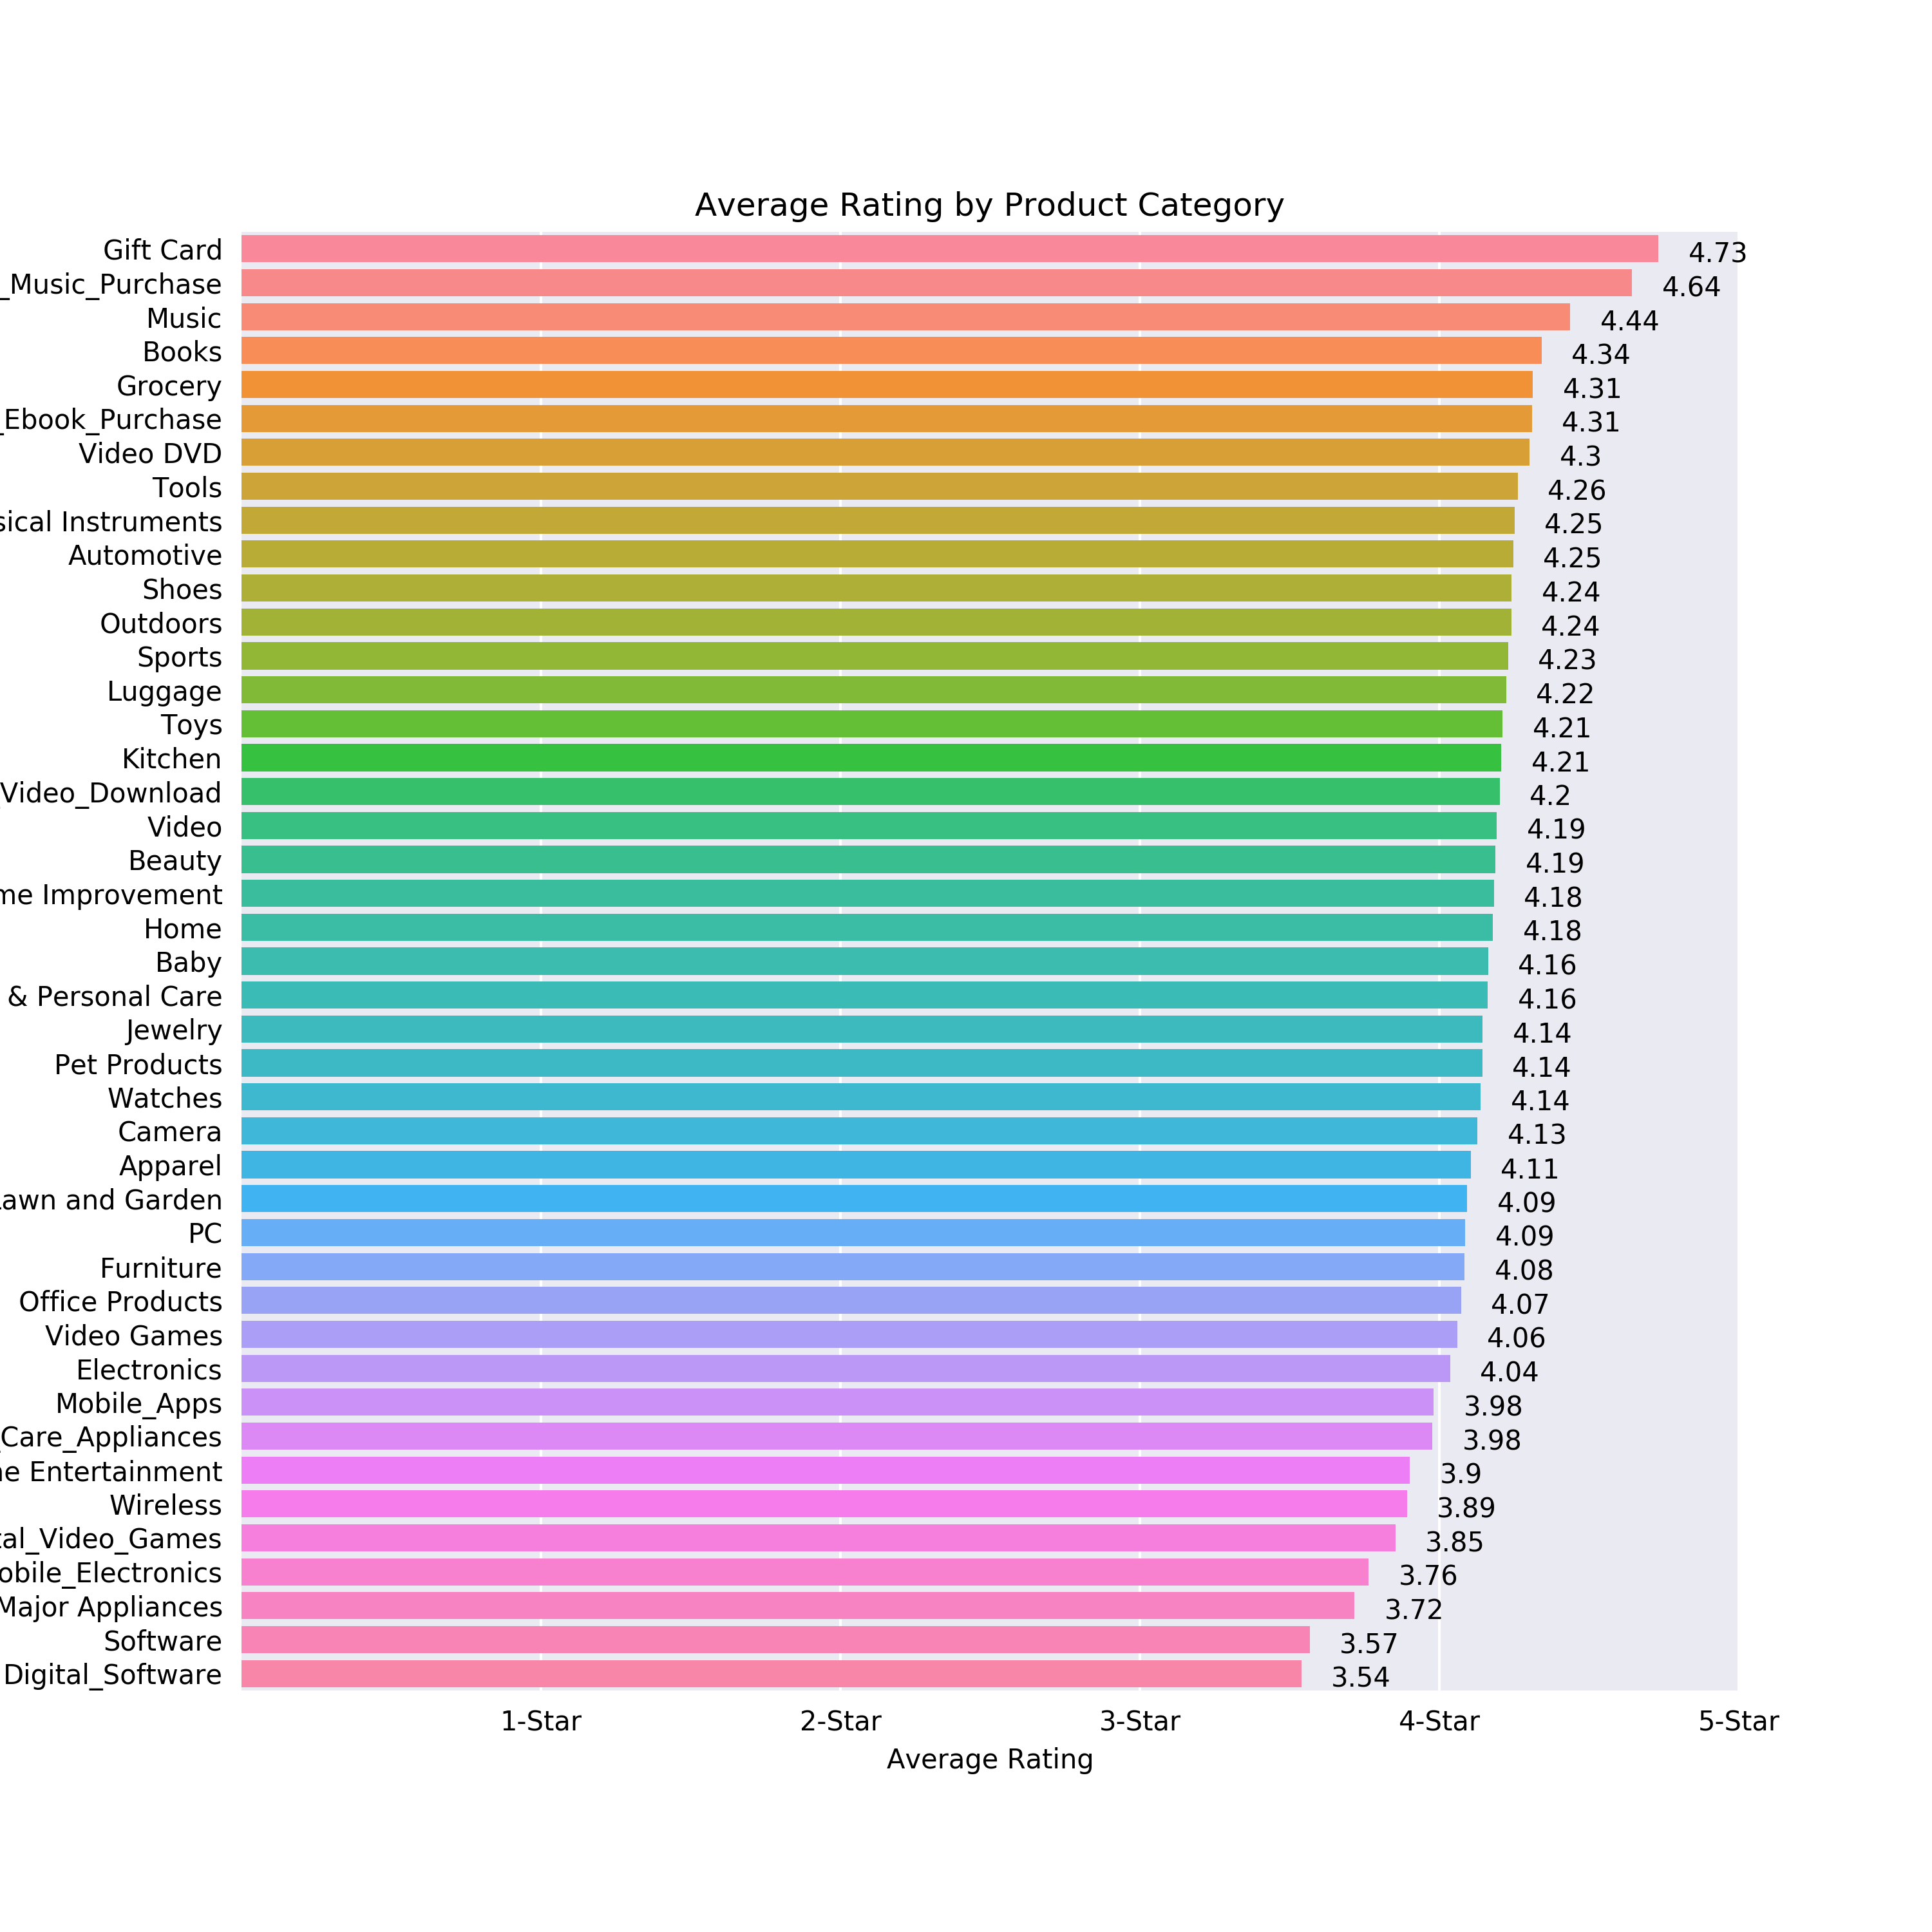 Average Rating by Product Category
Gift Card 4.73
_Music_Purchase 4.64
Music 4.44
Books 4.34
Grocery 4.31
_Ebook_Purchase 4.31
Video DVD 4.3
Tools 4.26
sical Instruments 4.25
Automotive 4.25
Shoes 4.24
Outdoors 4.24
Sports 4.23
Luggage 4.22
Toys 4.21
Kitchen 4.21
Video_Download 4.2
Video 4.19
Beauty 4.19
me Improvement 4.18
Home 4.18
Baby 4.16
& Personal Care 4.16
Jewelry 4.14
Pet Products 4.14
Watches 4.14
Camera 4.13
Apparel 4.11
awn and Garden 4.09
PC 4.09
Furniture 4.08
Office Products 4.07
Video Games 4.06
Electronics 4.04
Mobile_Apps 3.98
_Care_Appliances 3.98
e Entertainment 3.9
Wireless 3.89
tal_Video_Games 3.85
obile_Electronics 3.76
Major Appliances 3.72
Software 3.57
Digital_Software 3.54
1-Star 2-Star 3-Star 4-Star 5-Star
Average Rating